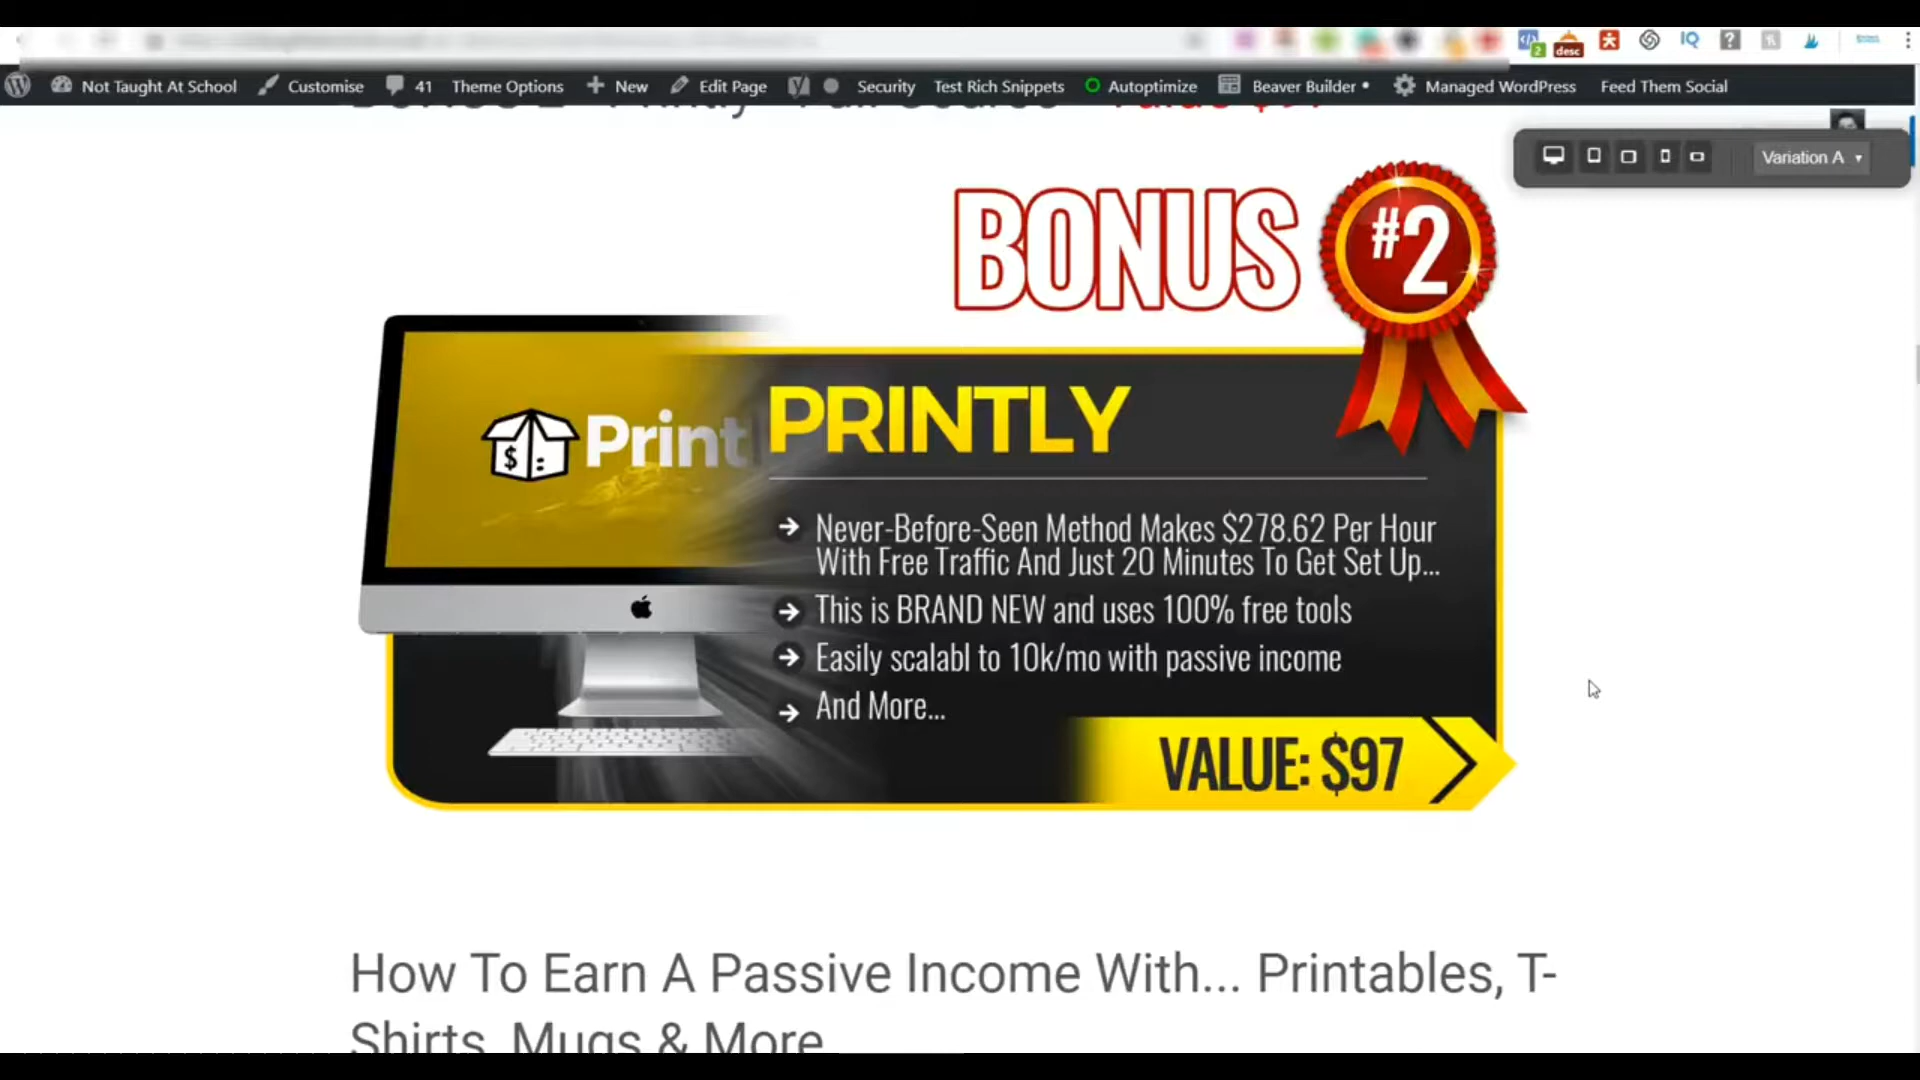 desc
2
IQ
?
Not Taught At School Customise 41 Theme Options New Edit Page Security Test Rich Snippets Autoptimize Beaver Builder Managed WordPress Feed Them Social
Variation A
BONUS #2
Print
PRINTLY
Never-Before-Seen Method Makes $278.62 Per Hour
With Free Traffic And Just 20 Minutes To Get Set Up...
This is BRAND NEW and uses 100% free tools
Easily scalabl to 10k/mo with passive income
And More...
VALUE: $97
How To Earn A Passive Income With... Printables, T-
Shirts, Mugs & More